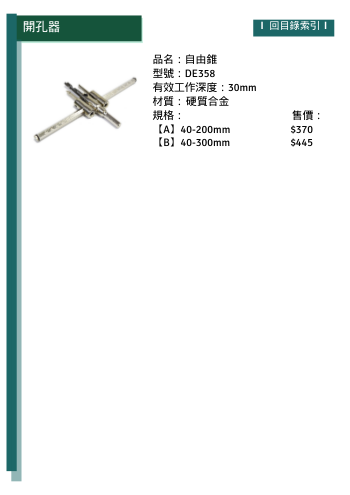 開孔器
I 回目錄索引 I
品名：自由錐
型號：DE358
有效工作深度：30mm
材質：硬質合金
規格： 售價：
【A】40-200mm $370
【B】40-300mm $445